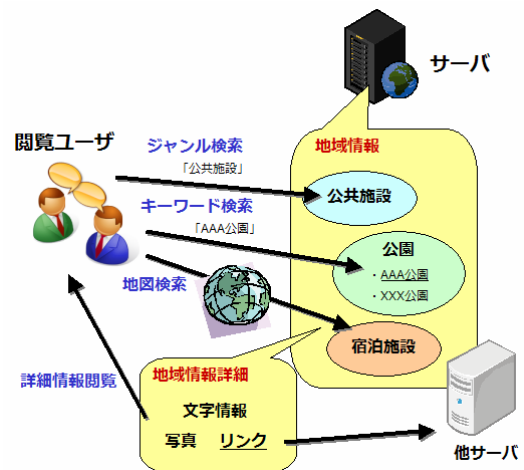 サーバ
閲覧ユーザ
ジャンル検索
「公共施設」
地域情報
公共施設
キーワード検索
「AAA公園」
公園
・AAA公園
・XXX公園
地図検索
宿泊施設
詳細情報閲覧
地域情報詳細
文字情報
写真 リンク
他サーバ